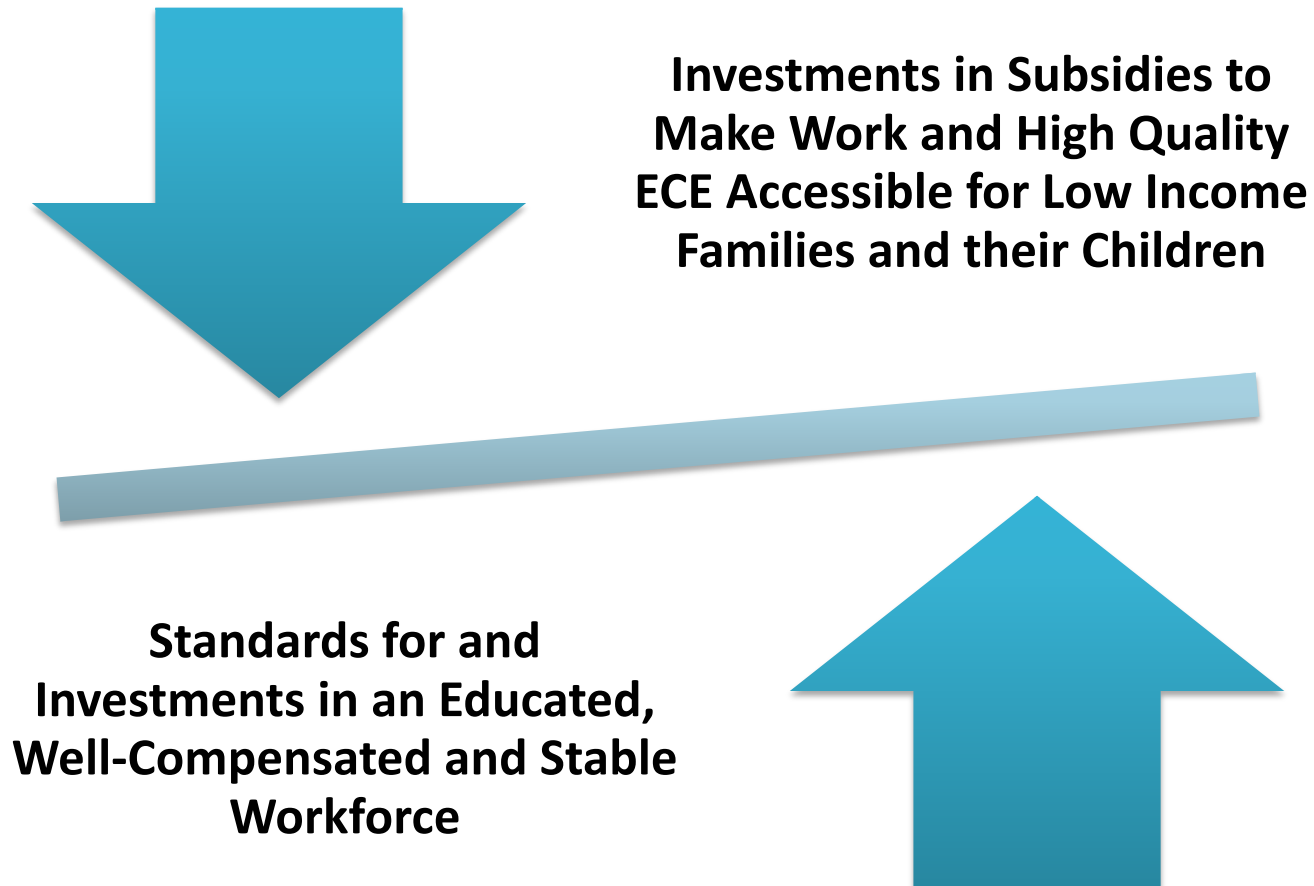 Investments in Subsidies to
Make Work and High Quality
ECE Accessible for Low Income
Families and their Children
Standards for and
Investments in an Educated,
Well-Compensated and Stable
Workforce